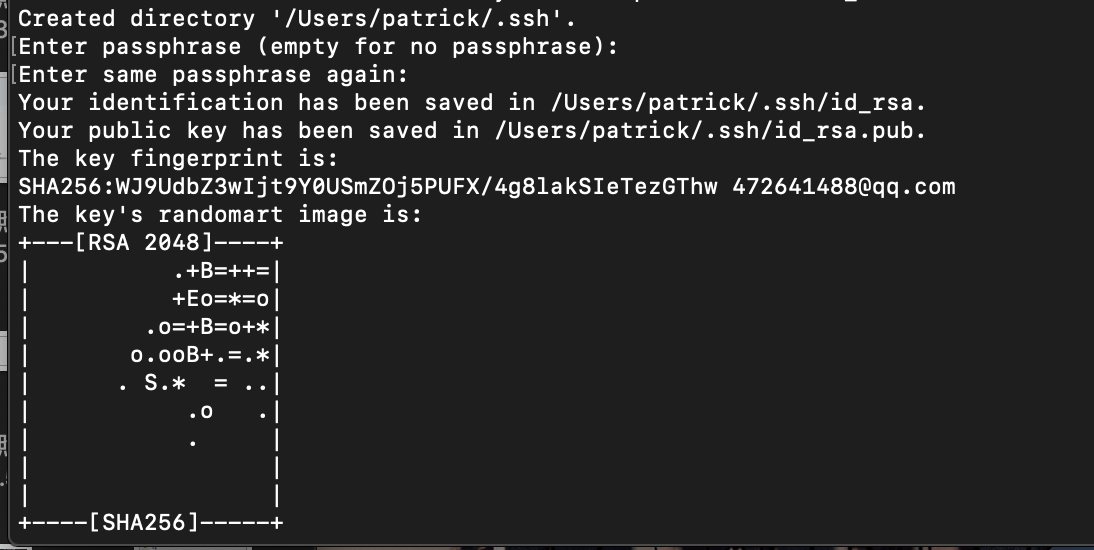 Created directory '/Users/patrick/.ssh'.
[Enter passphrase (empty for no passphrase):
[Enter same passphrase again:
Your identification has been saved in /Users/patrick/.ssh/id_rsa.
Your public key has been saved in /Users/patrick/.ssh/id_rsa.pub.
The key fingerprint is:
SHA256:WJ9UdbZ3wIjt9Y0USmZOj5PUFX/4g8lakSIeTezGThw 472641488@qq.com
The key's randomart image is:
+---[RSA 2048]----+
|          .+B=++=|
|          +Eo=*=o|
|        .o=+B=o+*|
|       o.ooB+.=.*|
|      . S.*  = ..|
|           .o   .|
|           .     |
|                 |
|                 |
+----[SHA256]-----+